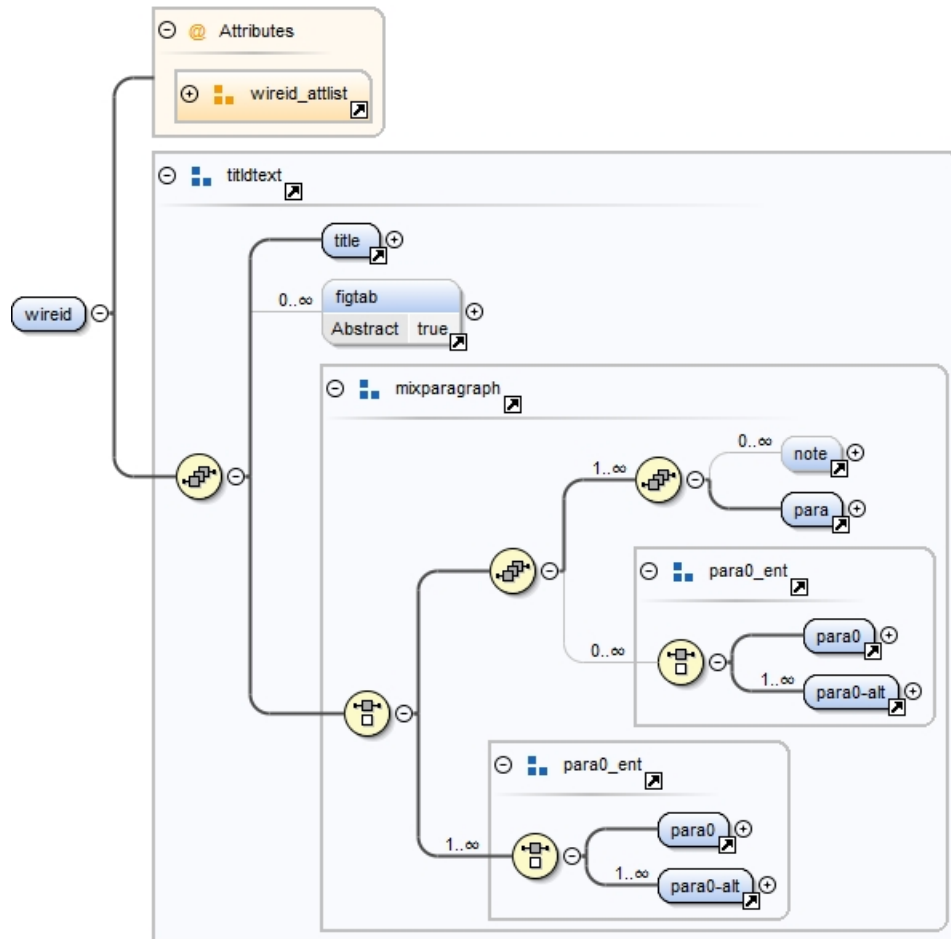 @ Attributes
wireid_attlist
titldtext
title
0..∞
figtab
Abstract true
wireid
mixparagraph
0..∞
note
1..∞
para
para0_ent
0..∞
para0
1..∞
para0-alt
para0_ent
1..∞
para0
1..∞
para0-alt